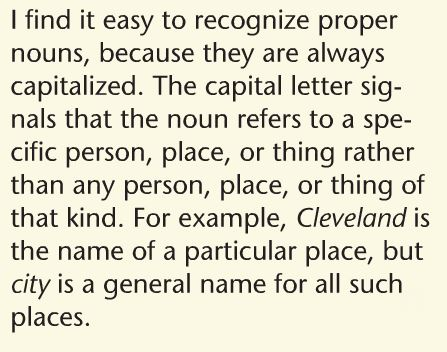 I find it easy to recognize proper
nouns, because they are always
capitalized. The capital letter sig-
nals that the noun refers to a spe-
cific person, place, or thing rather
than any person, place, or thing of
that kind. For example, Cleveland is
the name of a particular place, but
city is a general name for all such
places.